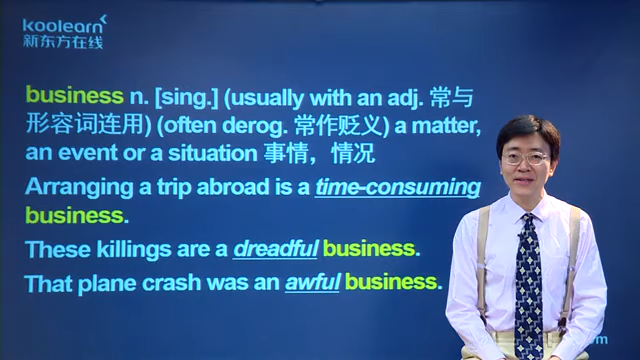 koolearn
新东方在线
business n. [sing.] (usually with an adj. 常与
形容词连用) (often derog. 常作贬义) a matter,
an event or a situation 事情，情况
Arranging a trip abroad is a time-consuming
business.
These killings are a dreadful business.
That plane crash was an awful business.